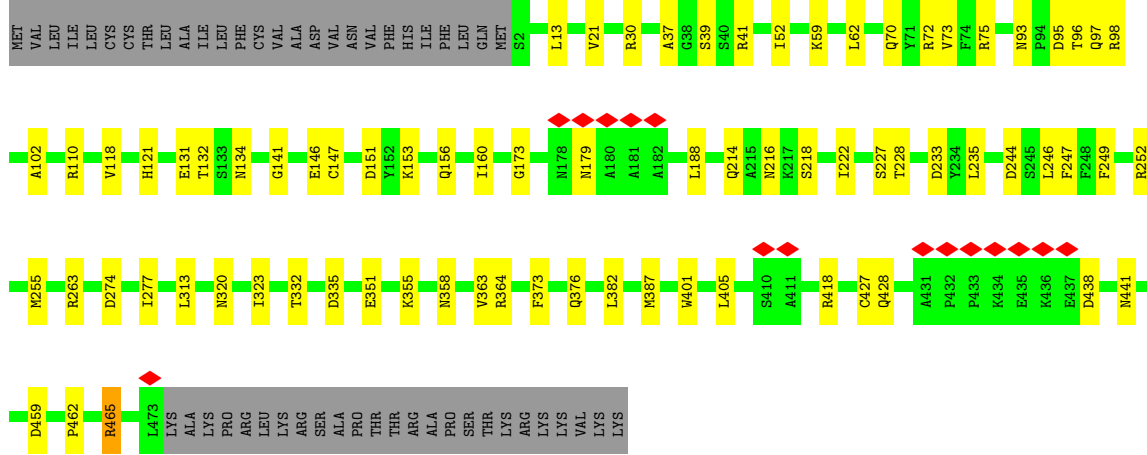 MET VAL LEU ILE LEU CYS CYS THR LEU ALA ILE LEU PHE CYS VAL ALA ASP VAL ASN VAL PHE HIS ILE PHE LEU GLN MET S2 L13 V21 R30 A37 G38 S39 S40 R41 I52 K59 L62 Q70 Y71 R72 V73 F74 R75 N93 P94 D95 T96 Q97 R98
A102 R110 V118 H121 E131 T132 S133 N134 G141 E146 C147 D151 Y152 K153 Q156 I160 G173 N178 N179 A180 A181 A182 L188 Q214 A215 N216 K217 S218 I222 S227 T228 D233 Y234 L235 D244 S245 L246 F247 F248 F249 R252
M255 R263 D274 I277 L313 N320 I323 T332 D335 E351 K355 N358 V363 R364 F373 Q376 L382 M387 W401 L405 S410 A411 R418 C427 Q428 A431 P432 P433 K434 E435 K436 E437 D438 N441
D459 P462 R465 L473 LYS ALA LYS PRO ARG LEU LYS ARG SER ALA PRO THR THR ARG ALA PRO SER THR LYS ARG LYS LYS VAL LYS LYS